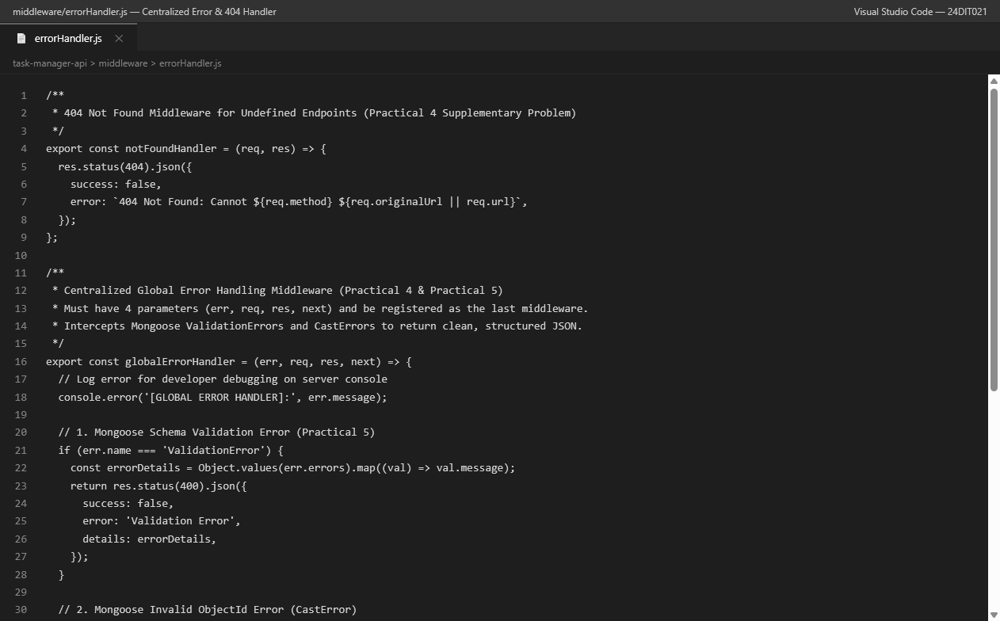 middleware/errorHandler.js — Centralized Error & 404 Handler
Visual Studio Code — 24DIT021
errorHandler.js
task-manager-api > middleware > errorHandler.js
1 /**
2  * 404 Not Found Middleware for Undefined Endpoints (Practical 4 Supplementary Problem)
3  */
4 export const notFoundHandler = (req, res) => {
5   res.status(404).json({
6     success: false,
7     error: `404 Not Found: Cannot ${req.method} ${req.originalUrl || req.url}`,
8   });
9 };
10
11 /**
12  * Centralized Global Error Handling Middleware (Practical 4 & Practical 5)
13  * Must have 4 parameters (err, req, res, next) and be registered as the last middleware.
14  * Intercepts Mongoose ValidationErrors and CastErrors to return clean, structured JSON.
15  */
16 export const globalErrorHandler = (err, req, res, next) => {
17   // Log error for developer debugging on server console
18   console.error('[GLOBAL ERROR HANDLER]:', err.message);
19
20   // 1. Mongoose Schema Validation Error (Practical 5)
21   if (err.name === 'ValidationError') {
22     const errorDetails = Object.values(err.errors).map((val) => val.message);
23     return res.status(400).json({
24       success: false,
25       error: 'Validation Error',
26       details: errorDetails,
27     });
28   }
29
30   // 2. Mongoose Invalid ObjectId Error (CastError)